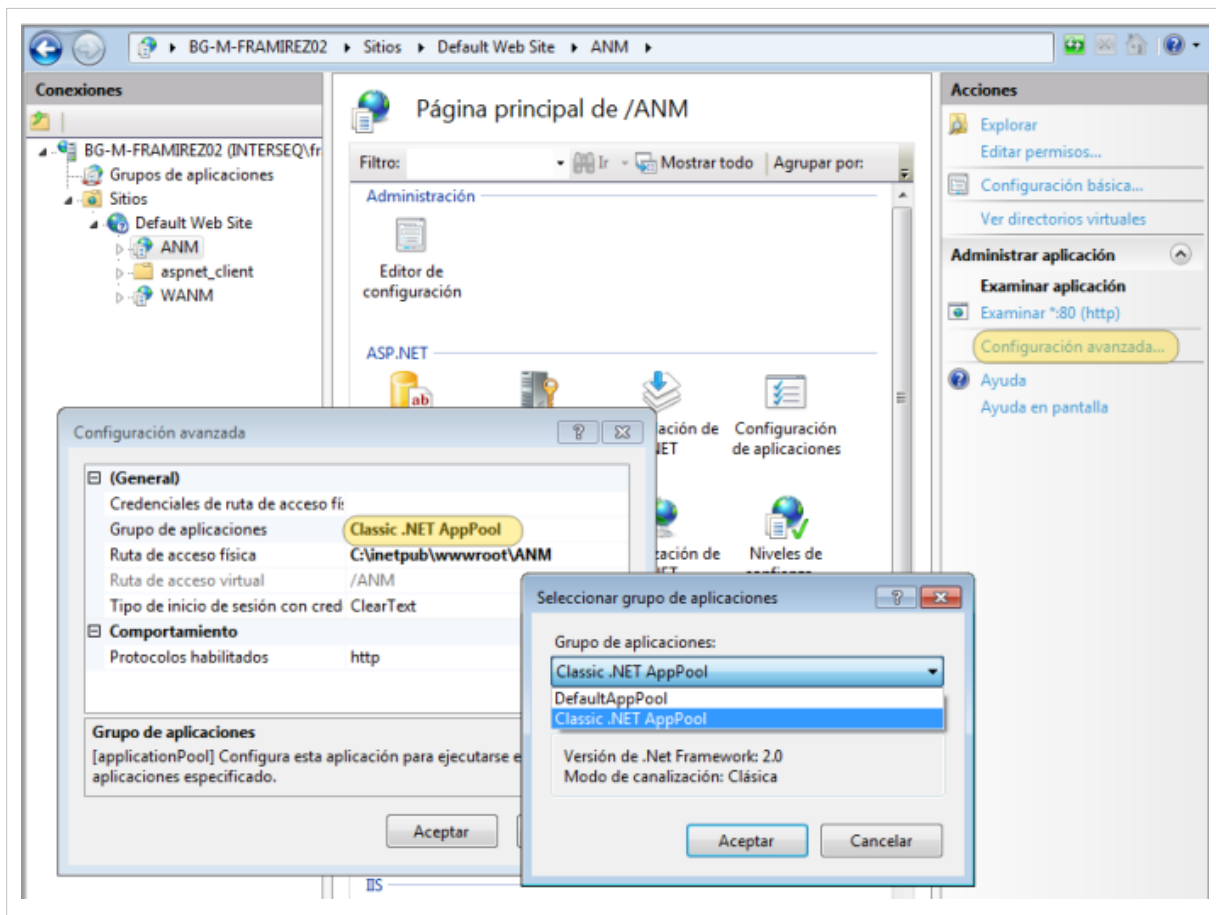 BG-M-FRAMIREZ02 ▸ Sitios ▸ Default Web Site ▸ ANM ▸
Conexiones
BG-M-FRAMIREZ02 (INTERSEQ\fr
Grupos de aplicaciones
Sitios
Default Web Site
ANM
aspnet_client
WANM
Página principal de /ANM
Filtro:
Ir
Mostrar todo
Agrupar por:
Administración
Editor de
configuración
ASP.NET
ab
lación de
NET
Configuración
de aplicaciones
zación de
Niveles de
IIS
Acciones
Explorar
Editar permisos...
Configuración básica...
Ver directorios virtuales
Administrar aplicación
Examinar aplicación
Examinar *:80 (http)
Configuración avanzada...
Ayuda
Ayuda en pantalla
Configuración avanzada
(General)
Credenciales de ruta de acceso fí
Grupo de aplicaciones Classic .NET AppPool
Ruta de acceso física C:\inetpub\wwwroot\ANM
Ruta de acceso virtual /ANM
Tipo de inicio de sesión con cred ClearText
Comportamiento
Protocolos habilitados http
Grupo de aplicaciones
[applicationPool] Configura esta aplicación para ejecutarse e
aplicaciones especificado.
Aceptar
Seleccionar grupo de aplicaciones
Grupo de aplicaciones:
Classic .NET AppPool
DefaultAppPool
Classic .NET AppPool
Versión de .Net Framework: 2.0
Modo de canalización: Clásica
Aceptar
Cancelar